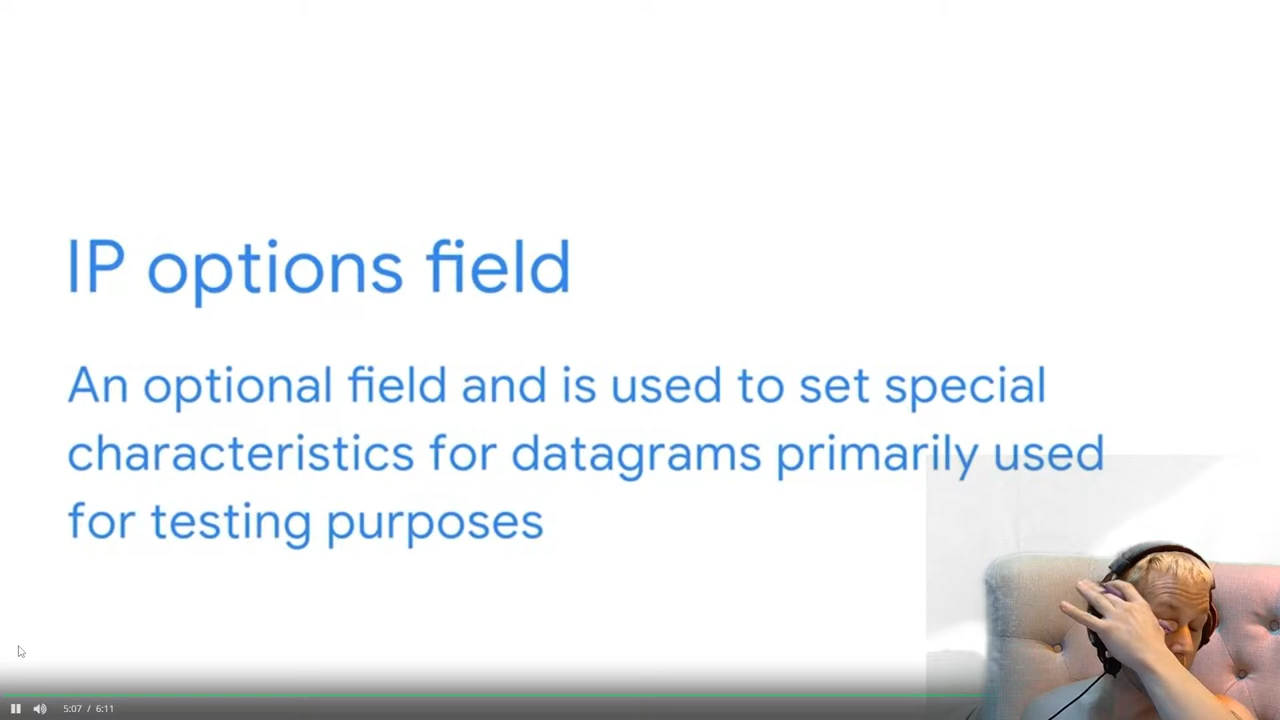 IP options field
An optional field and is used to set special
characteristics for datagrams primarily used
for testing purposes
5:07 / 6:11